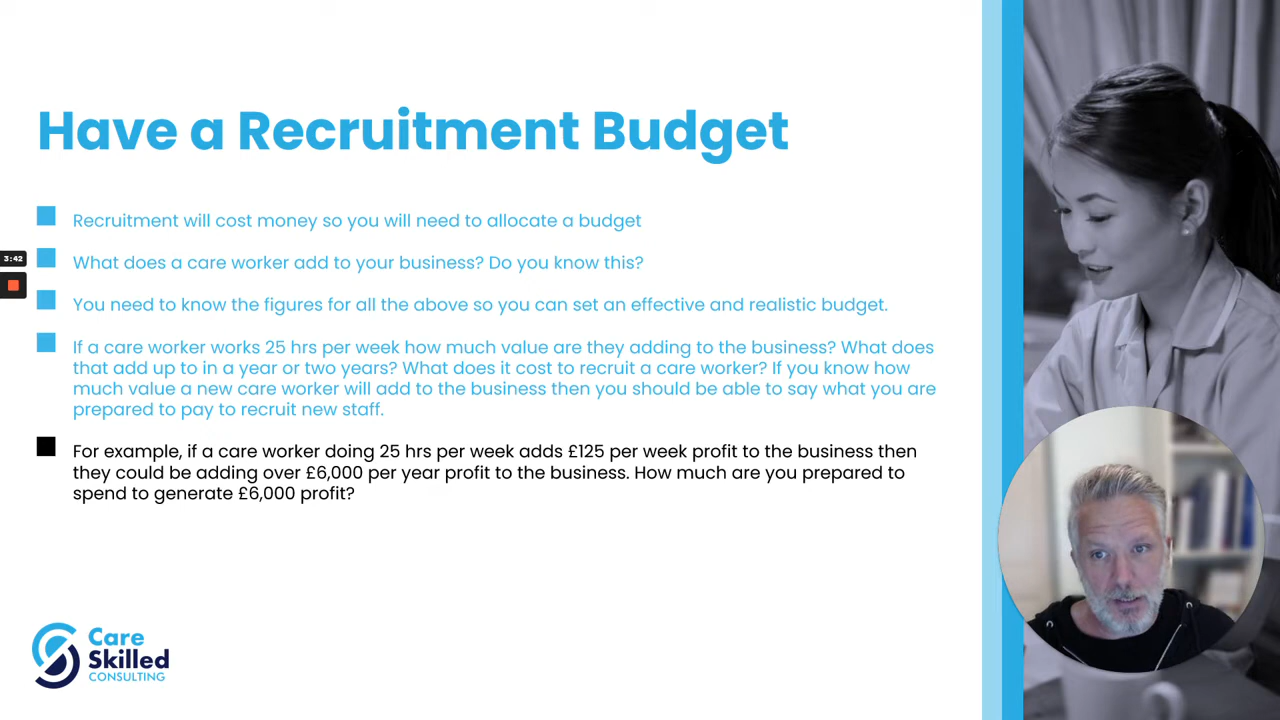 Have a Recruitment Budget
Recruitment will cost money so you will need to allocate a budget
What does a care worker add to your business? Do you know this?
3:42
You need to know the figures for all the above so you can set an effective and realistic budget.
If a care worker works 25 hrs per week how much value are they adding to the business? What does
that add up to in a year or two years? What does it cost to recruit a care worker? If you know how
much value a new care worker will add to the business then you should be able to say what you are
prepared to pay to recruit new staff.
For example, if a care worker doing 25 hrs per week adds £125 per week profit to the business then
they could be adding over £6,000 per year profit to the business. How much are you prepared to
spend to generate £6,000 profit?
Care
Skilled
CONSULTING